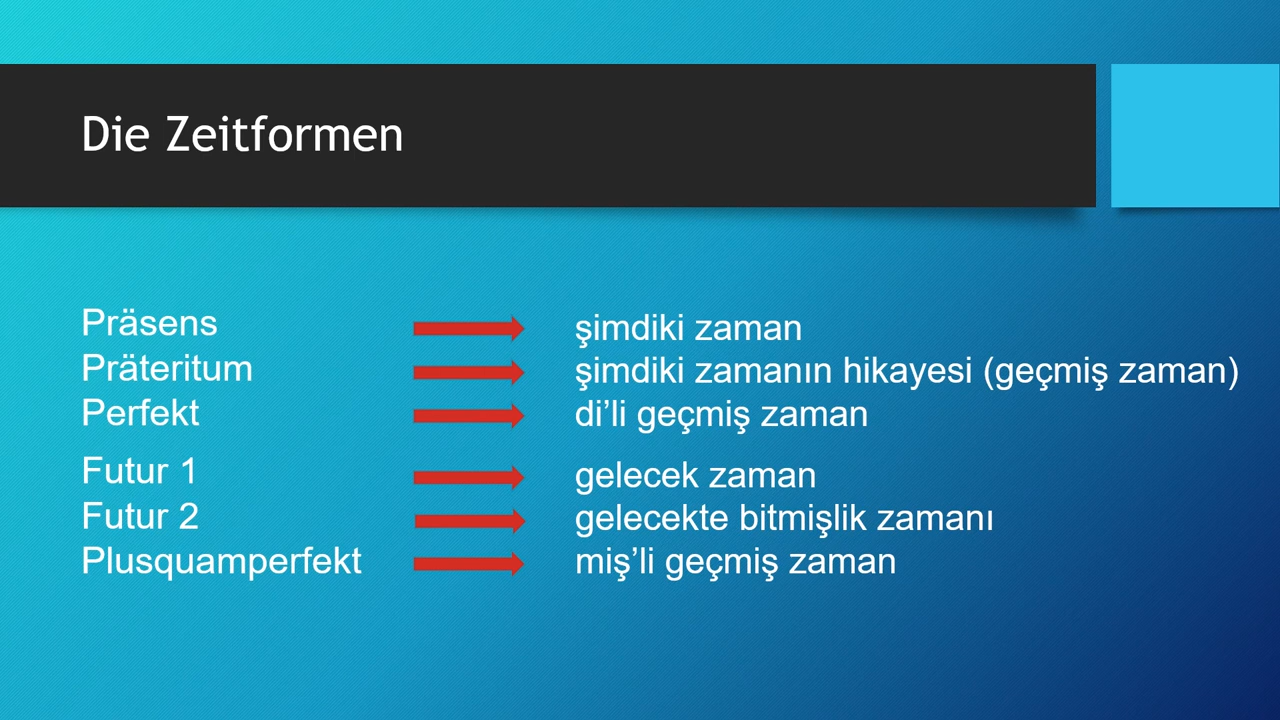 Die Zeitformen
Präsens şimdiki zaman
Präteritum şimdiki zamanın hikayesi (geçmiş zaman)
Perfekt di’li geçmiş zaman
Futur 1 gelecek zaman
Futur 2 gelecekte bitmişlik zamanı
Plusquamperfekt miş’li geçmiş zaman